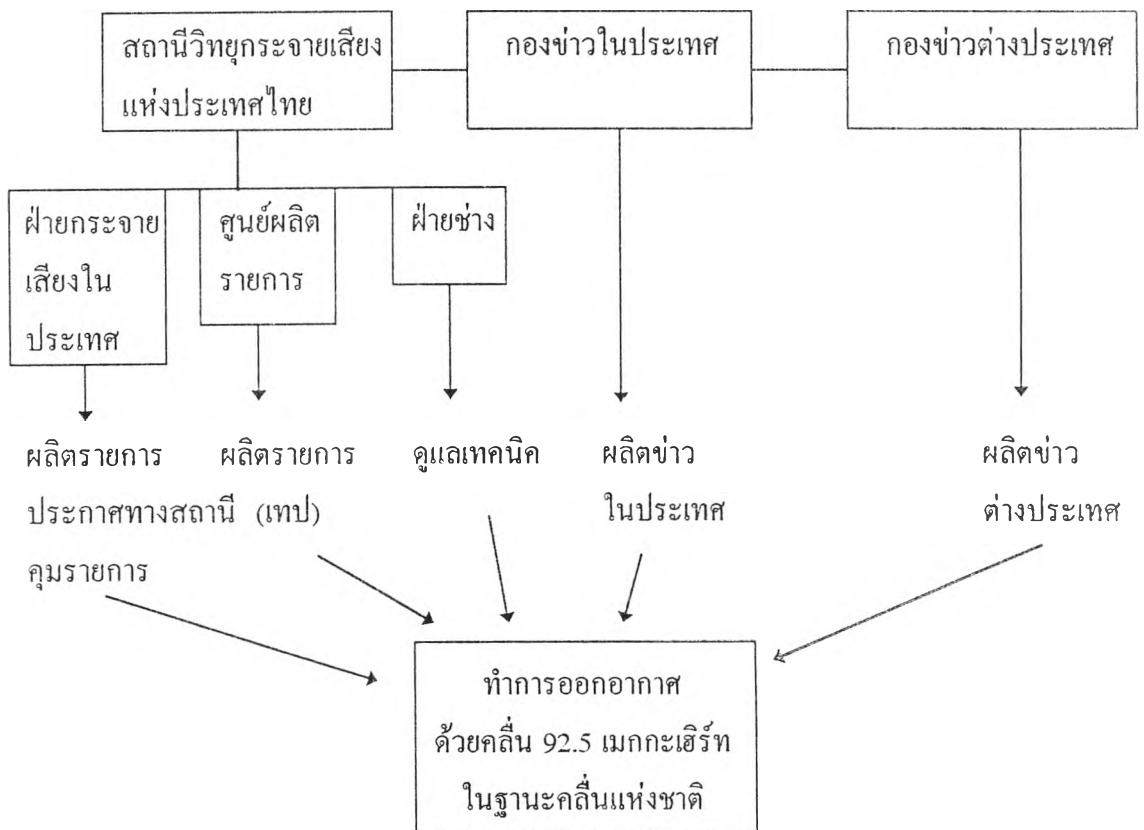 สถานีวิทยุกระจายเสียง
แห่งประเทศไทย
กองข่าวในประเทศ
กองข่าวต่างประเทศ
ฝ่ายกระจาย
เสียงใน
ประเทศ
ศูนย์ผลิต
รายการ
ฝ่ายช่าง
ผลิตรายการ
ประกาศทางสถานี
คุมรายการ
ผลิตรายการ
(เทป)
ดูแลเทคนิค
ผลิตข่าว
ในประเทศ
ผลิตข่าว
ต่างประเทศ
ทำการออกอากาศ
ด้วยคลื่น 92.5 เมกกะเฮิร์ท
ในฐานะคลื่นแห่งชาติ